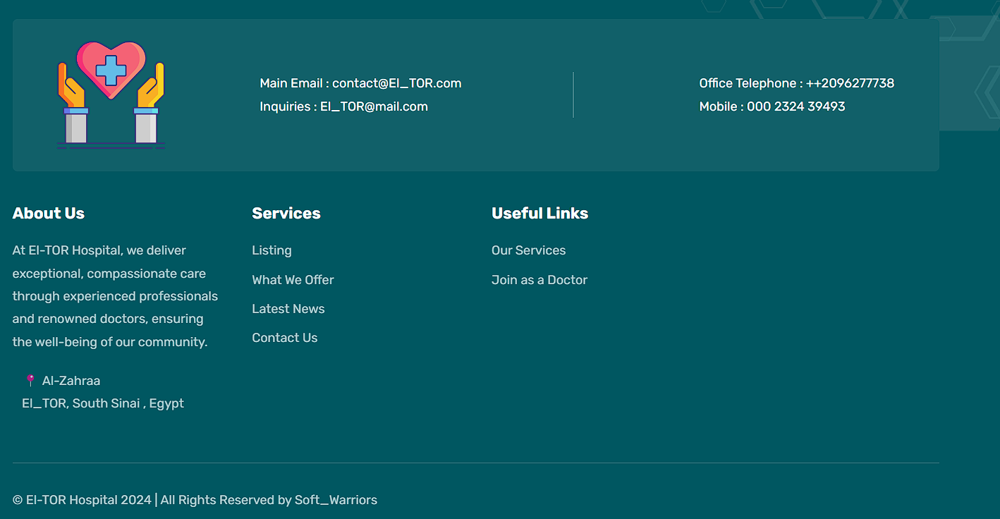 Main Email : contact@El_TOR.com
Inquiries : El_TOR@mail.com
Office Telephone : ++2096277738
Mobile : 000 2324 39493
About Us
At El-TOR Hospital, we deliver
exceptional, compassionate care
through experienced professionals
and renowned doctors, ensuring
the well-being of our community.
Al-Zahraa
El_TOR, South Sinai , Egypt
Services
Listing
What We Offer
Latest News
Contact Us
Useful Links
Our Services
Join as a Doctor
© El-TOR Hospital 2024 | All Rights Reserved by Soft_Warriors